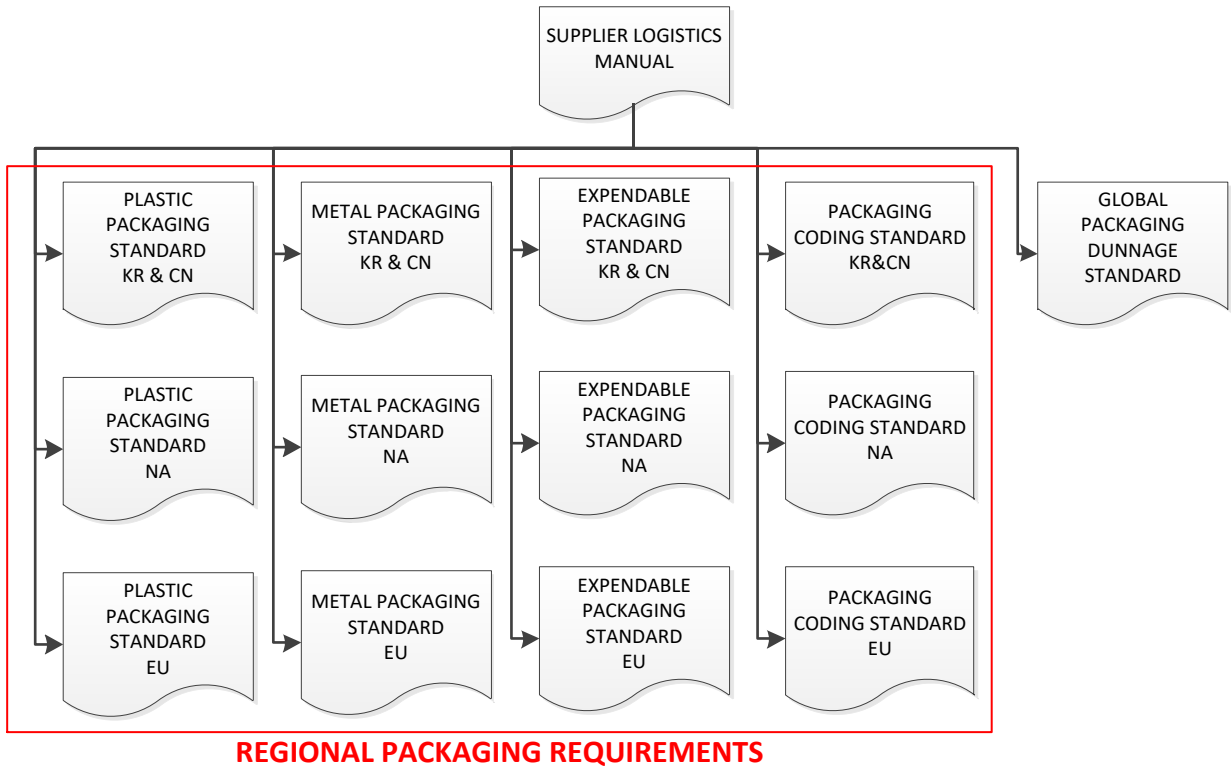 SUPPLIER LOGISTICS
MANUAL
PLASTIC
PACKAGING
STANDARD
KR & CN
METAL PACKAGING
STANDARD
KR & CN
EXPENDABLE
PACKAGING
STANDARD
KR & CN
PACKAGING
CODING STANDARD
KR&CN
GLOBAL
PACKAGING
DUNNAGE
STANDARD
PLASTIC
PACKAGING
STANDARD
NA
METAL PACKAGING
STANDARD
NA
EXPENDABLE
PACKAGING
STANDARD
NA
PACKAGING
CODING STANDARD
NA
PLASTIC
PACKAGING
STANDARD
EU
METAL PACKAGING
STANDARD
EU
EXPENDABLE
PACKAGING
STANDARD
EU
PACKAGING
CODING STANDARD
EU
REGIONAL PACKAGING REQUIREMENTS